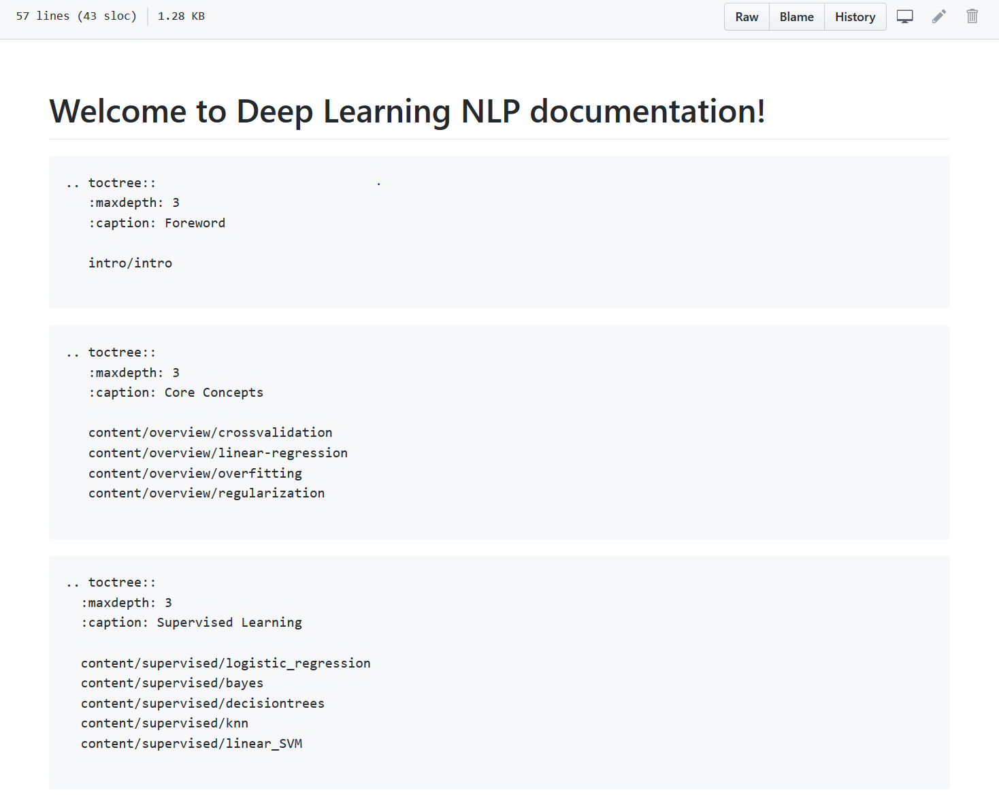 57 lines (43 sloc) 1.28 KB Raw Blame History
Welcome to Deep Learning NLP documentation!
.. toctree::
   :maxdepth: 3
   :caption: Foreword

   intro/intro

.. toctree::
   :maxdepth: 3
   :caption: Core Concepts

   content/overview/crossvalidation
   content/overview/linear-regression
   content/overview/overfitting
   content/overview/regularization

.. toctree::
  :maxdepth: 3
  :caption: Supervised Learning

  content/supervised/logistic_regression
  content/supervised/bayes
  content/supervised/decisiontrees
  content/supervised/knn
  content/supervised/linear_SVM